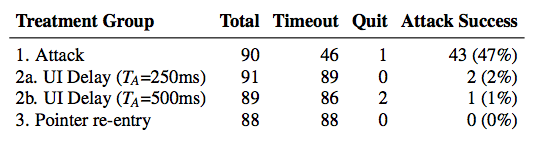 Treatment Group Total Timeout Quit Attack Success
1. Attack 90 46 1 43 (47%)
2a. UI Delay (TA=250ms) 91 89 0 2 (2%)
2b. UI Delay (TA=500ms) 89 86 2 1 (1%)
3. Pointer re-entry 88 88 0 0 (0%)